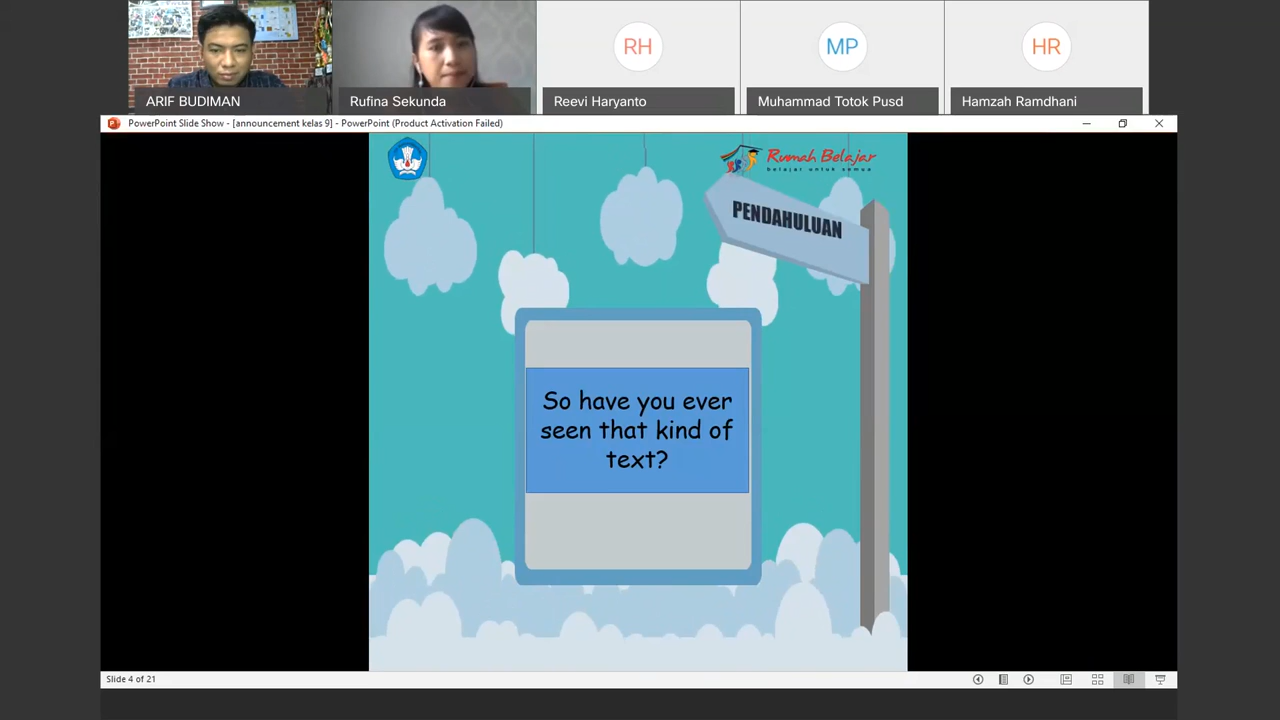 RH
MP
HR
ARIF BUDIMAN
Rufina Sekunda
Reevi Haryanto
Muhammad Totok Pusd
Hamzah Ramdhani
PowerPoint Slide Show - [announcement kelas 9] - PowerPoint (Product Activation Failed)
Rumah Belajar
belajar untuk semua
PENDAHULUAN
So have you ever
seen that kind of
text?
Slide 4 of 21